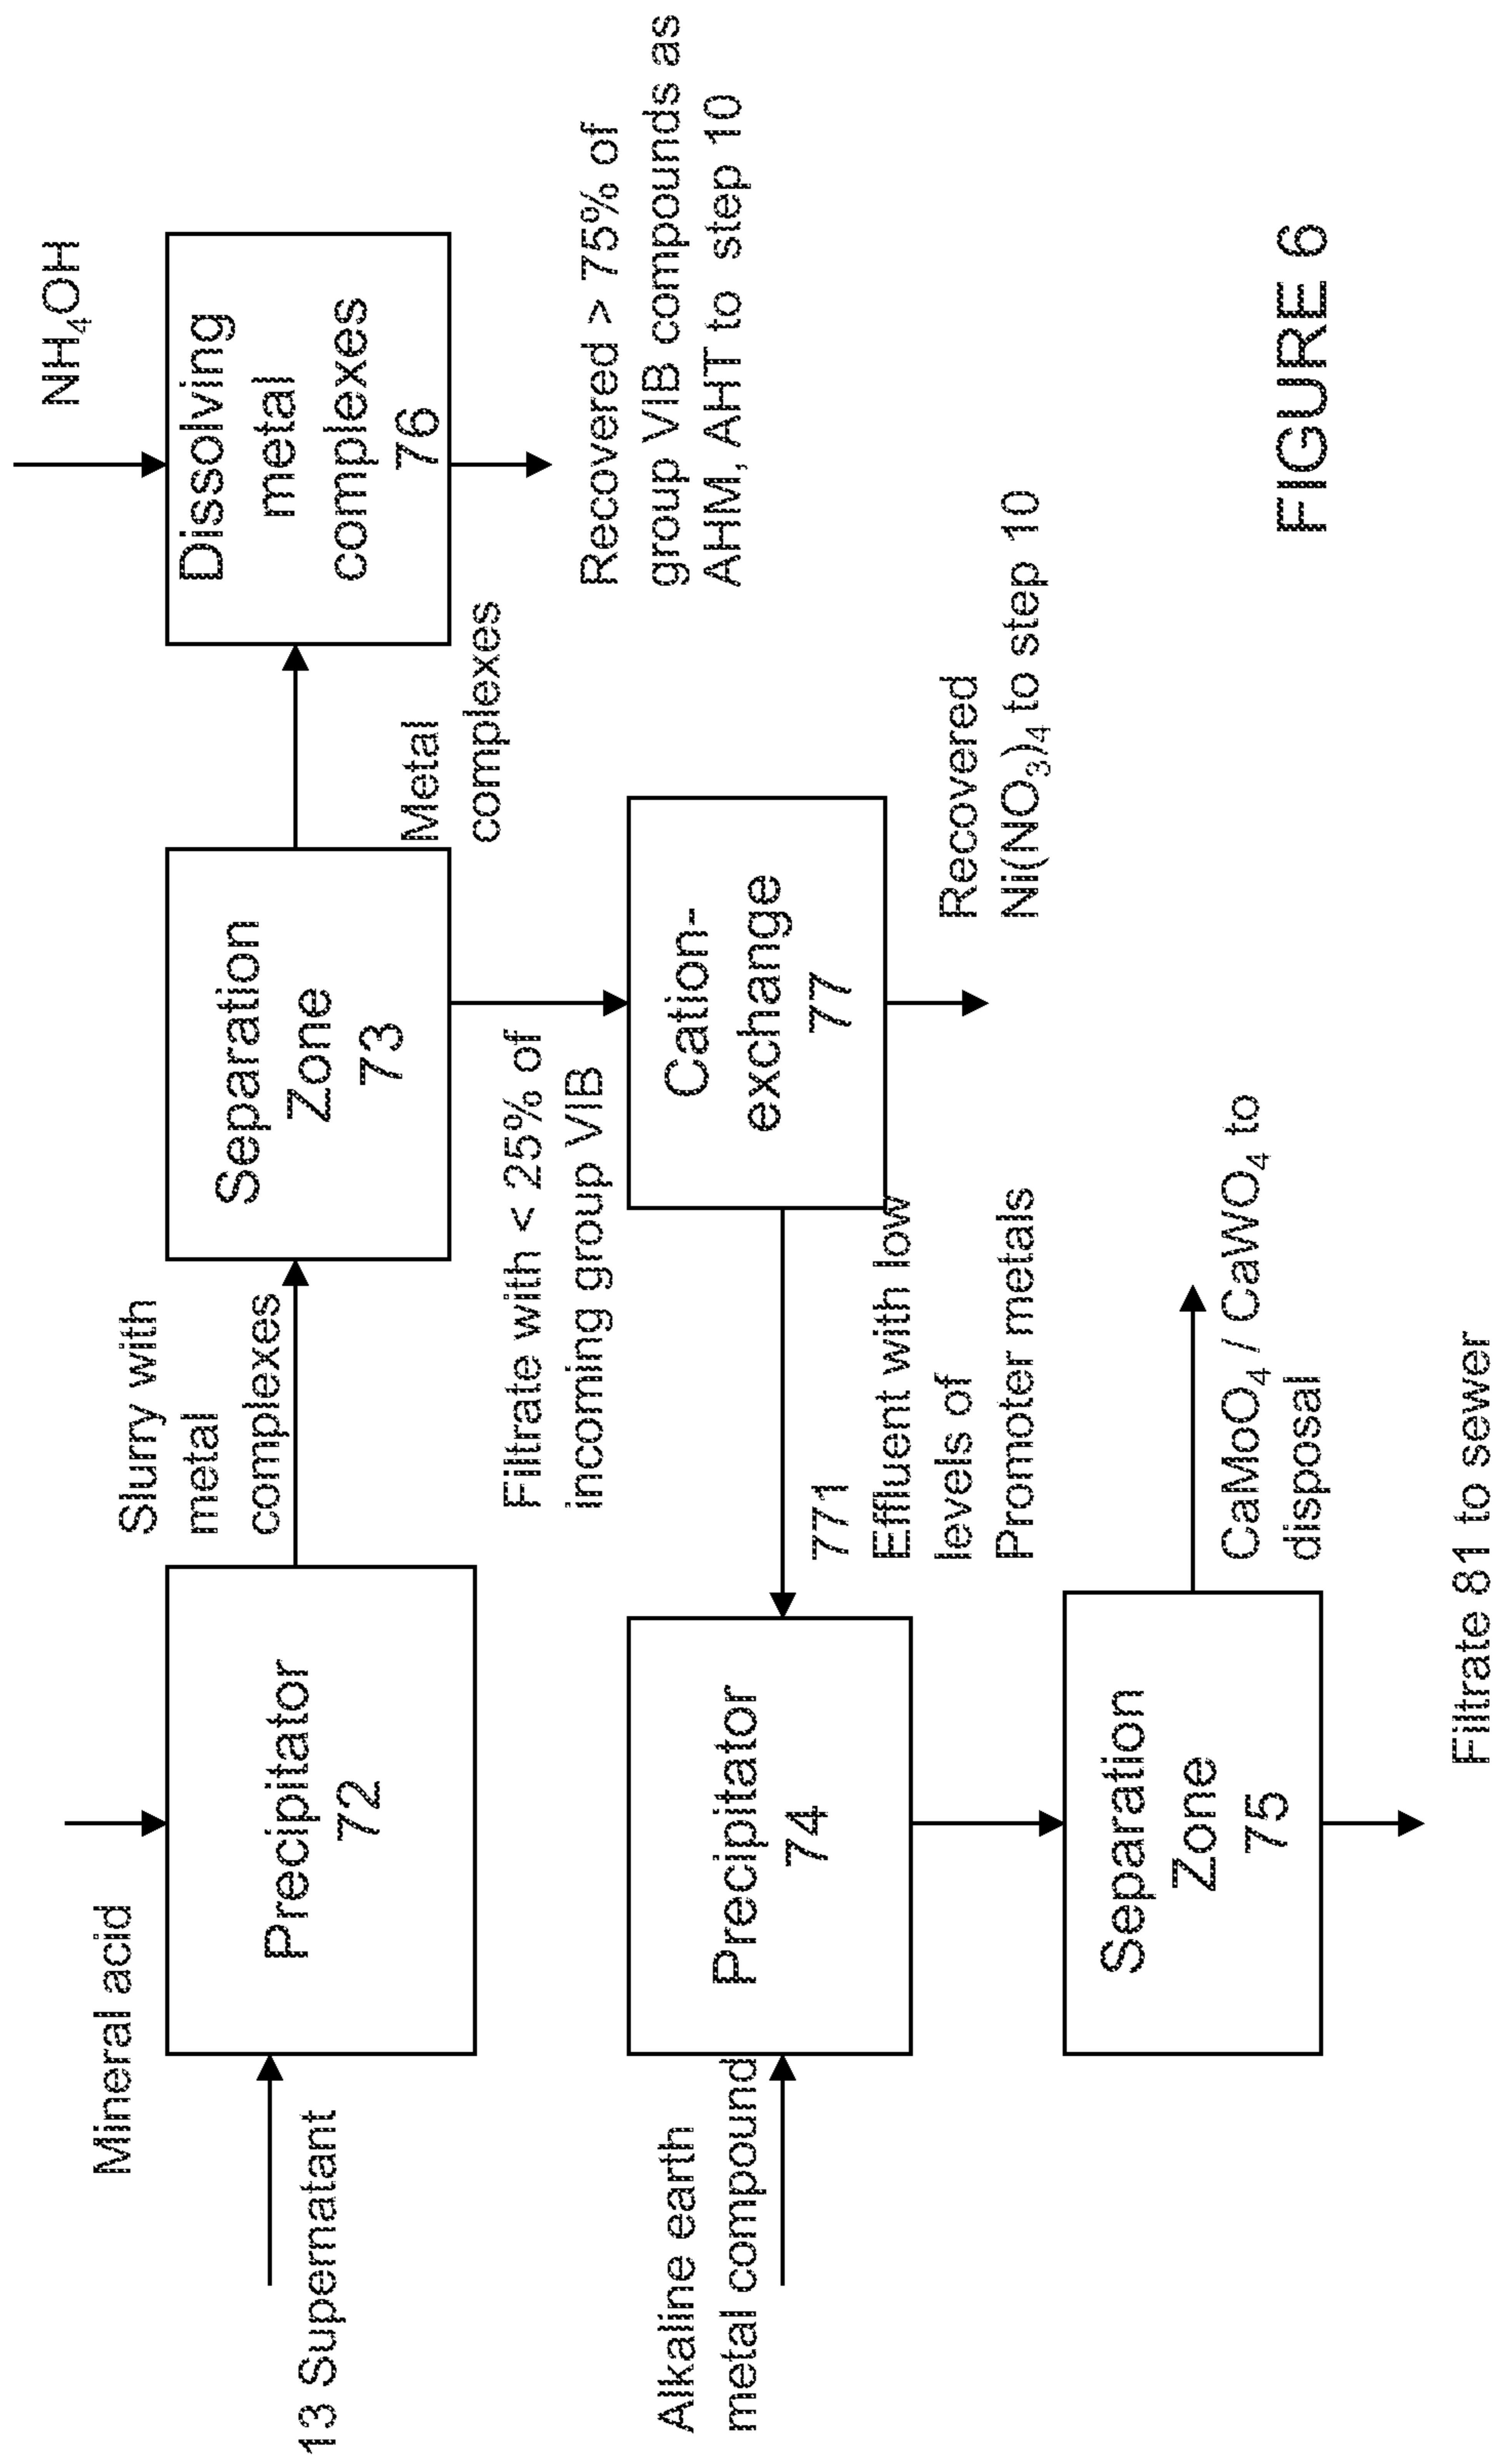 NH₄OH
Mineral acid
13 Supernatant
Precipitator
72
Slurry with
metal
complexes
Separation
Zone
73
Metal
complexes
Dissolving
metal
complexes
76
Recovered > 75% of
group VIB compounds as
AHM, AHT to step 10
Filtrate with < 25% of
incoming group VIB
Cation-
exchange
77
Recovered
Ni(NO₃)₄ to step 10
771
Effluent with low
levels of
Promoter metals
Alkaline earth
metal compound
Precipitator
74
Separation
Zone
75
CaMoO₄ / CaWO₄ to
disposal
Filtrate 81 to sewer
FIGURE 6